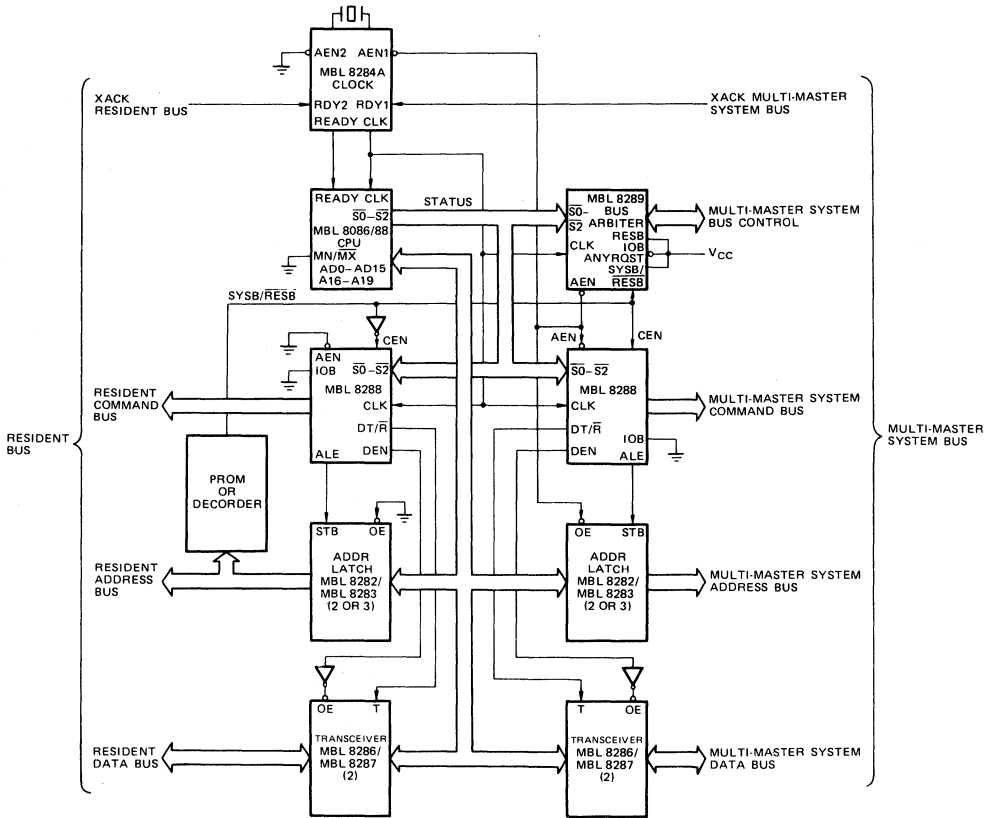 AEN2 AEN1
MBL 8284A
CLOCK
RDY2 RDY1
READY CLK
XACK
RESIDENT BUS
XACK MULTI-MASTER
SYSTEM BUS
READY CLK
S0-S2
MBL 8086/88
CPU
MN/MX
AD0-AD15
A16-A19
STATUS
MBL 8289
BUS
ARBITER
S0-
S2
RESB
IOB
CLK
ANYRQST
SYSB/
RESB
AEN
MULTI-MASTER SYSTEM
BUS CONTROL
VCC
SYSB/RESB
CEN
AEN
CEN
AEN
IOB
S0-S2
MBL 8288
CLK
DT/R
DEN
ALE
S0-S2
MBL 8288
CLK
DT/R
DEN
IOB
ALE
RESIDENT
COMMAND
BUS
MULTI-MASTER SYSTEM
COMMAND BUS
RESIDENT
BUS
MULTI-MASTER
SYSTEM BUS
PROM
OR
DECORDER
STB OE
ADDR
LATCH
MBL 8282/
MBL 8283
(2 OR 3)
OE STB
ADDR
LATCH
MBL 8282/
MBL 8283
(2 OR 3)
RESIDENT
ADDRESS
BUS
MULTI-MASTER SYSTEM
ADDRESS BUS
OE T
TRANSCEIVER
MBL 8286/
MBL 8287
(2)
T OE
TRANSCEIVER
MBL 8286/
MBL 8287
(2)
RESIDENT
DATA BUS
MULTI-MASTER SYSTEM
DATA BUS